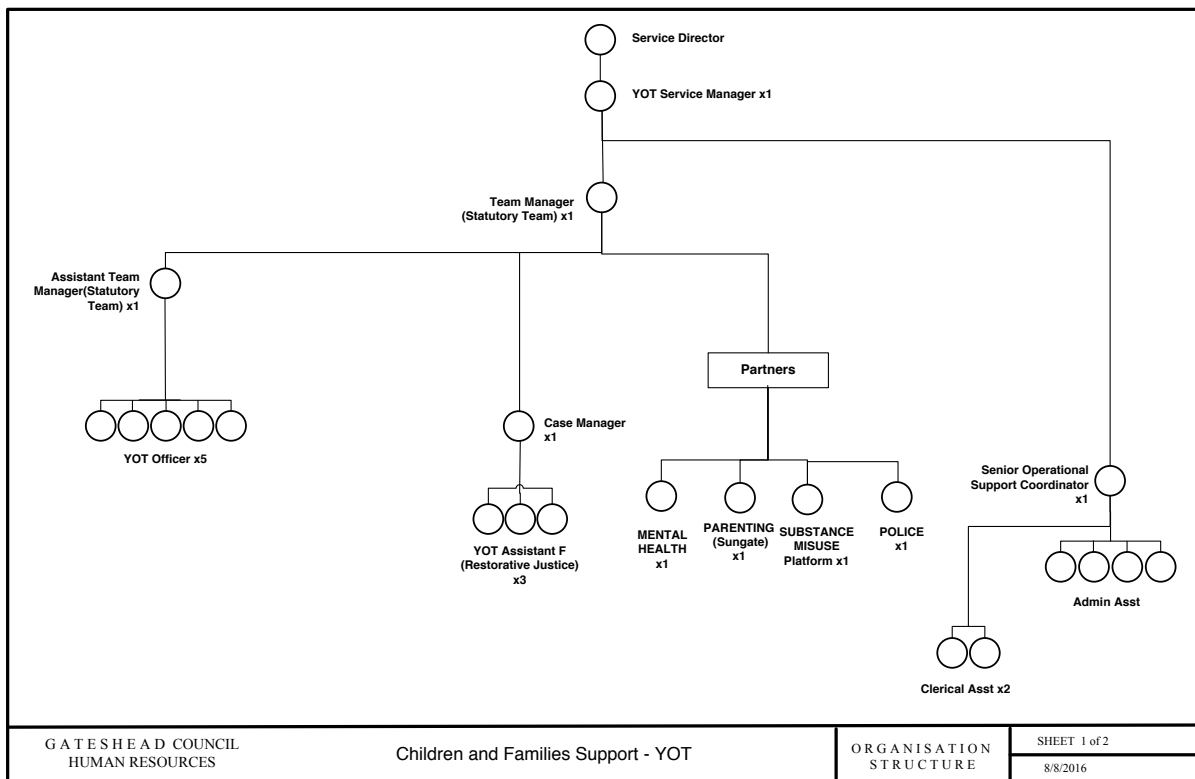 Service Director
YOT Service Manager x1
Team Manager
(Statutory Team) x1
Assistant Team
Manager(Statutory
Team) x1
Partners
YOT Officer x5
Case Manager
x1
YOT Assistant F
(Restorative Justice)
x3
MENTAL
HEALTH
x1
PARENTING
(Sungate)
x1
SUBSTANCE
MISUSE
Platform x1
POLICE
x1
Senior Operational
Support Coordinator
x1
Admin Asst
Clerical Asst x2
GATESHEAD COUNCIL
HUMAN RESOURCES
Children and Families Support - YOT
ORGANISATION
STRUCTURE
SHEET 1 of 2
8/8/2016